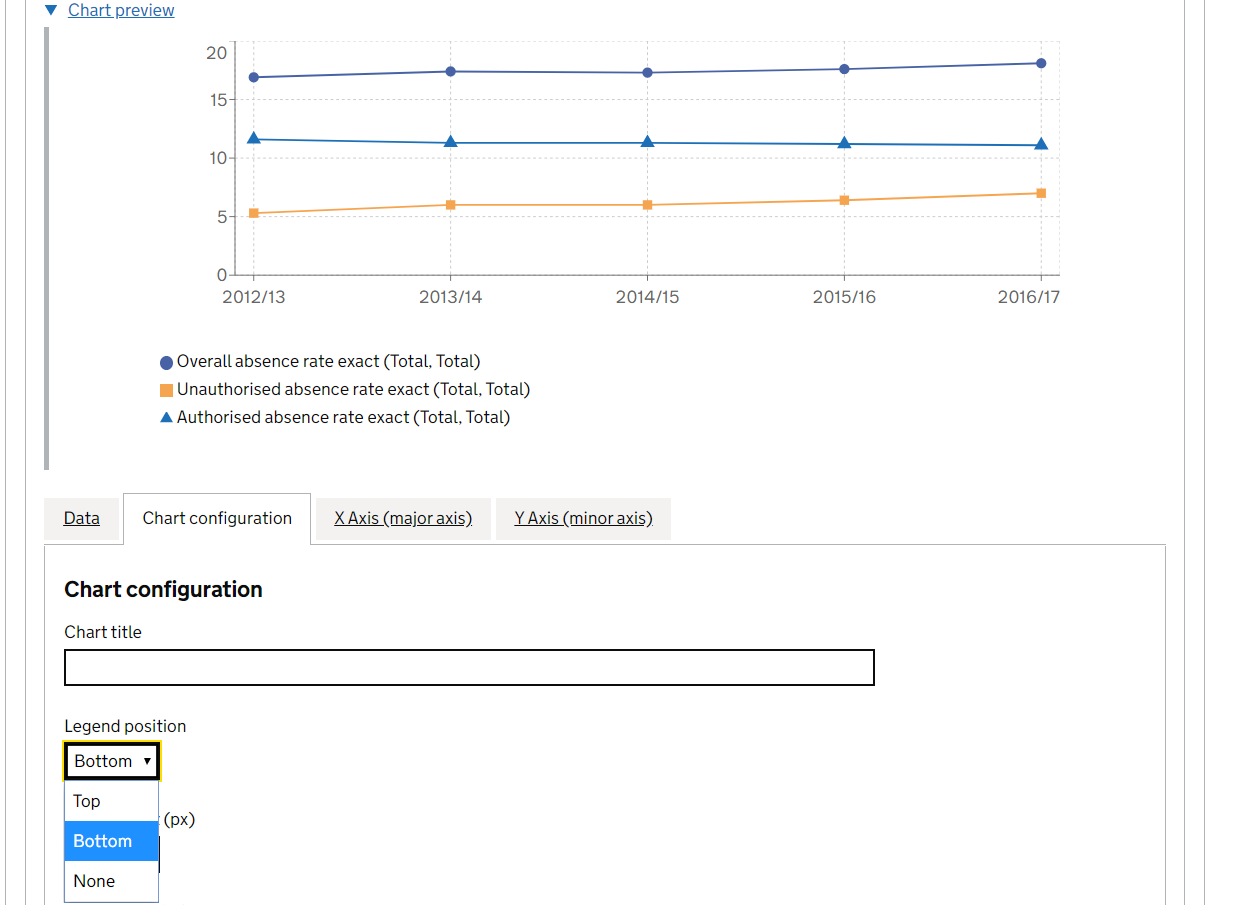 Chart preview
20
15
10
5
0
2012/13 2013/14 2014/15 2015/16 2016/17
Overall absence rate exact (Total, Total)
Unauthorised absence rate exact (Total, Total)
Authorised absence rate exact (Total, Total)
Data Chart configuration X Axis (major axis) Y Axis (minor axis)
Chart configuration
Chart title
Legend position
Bottom
Top
(px)
Bottom
None